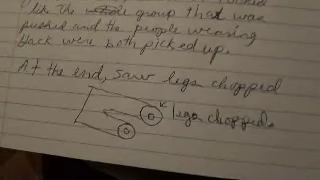 like the whole group that was
pushed and the people wearing
black were both picked up.
At the end, saw legs chopped
legs chopped.